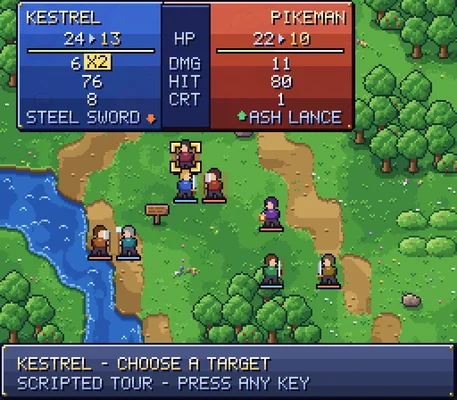 KESTREL PIKEMAN
24▸13 HP 22▸10
6 X2 DMG 11
76 HIT 80
8 CRT 1
STEEL SWORD ASH LANCE
KESTREL - CHOOSE A TARGET
SCRIPTED TOUR - PRESS ANY KEY